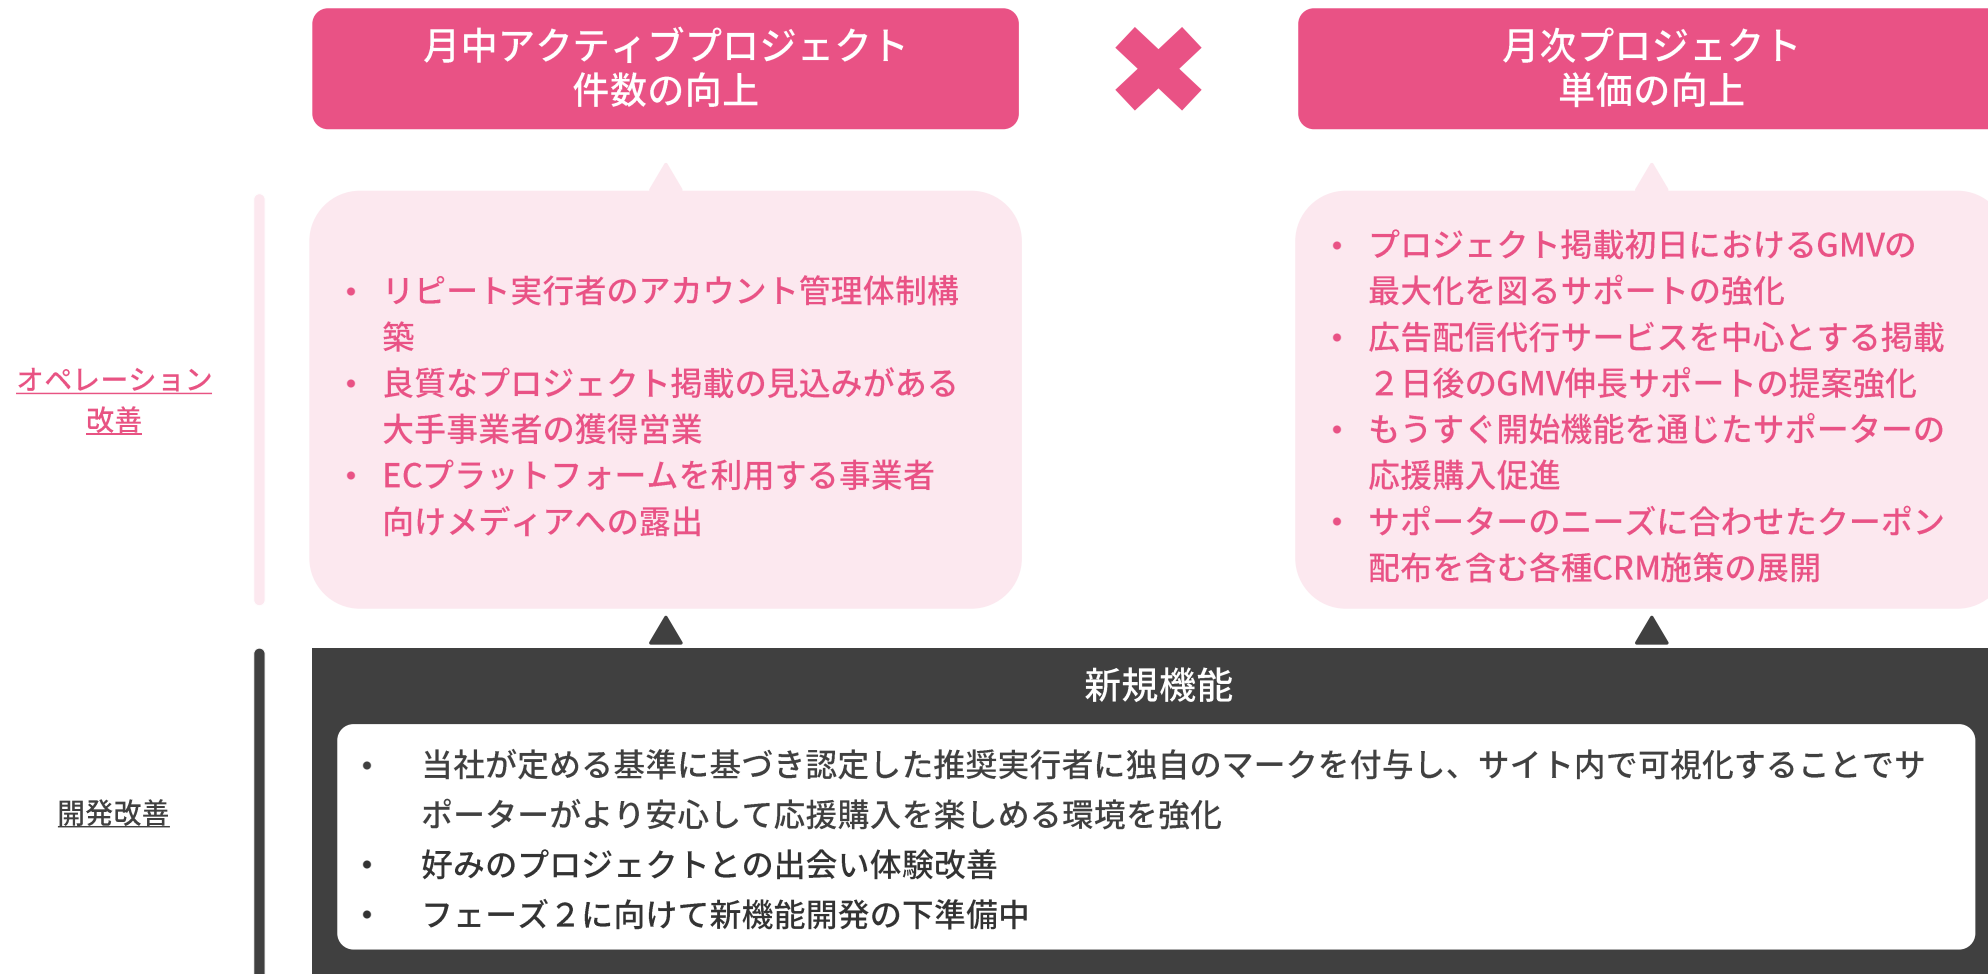 月中アクティブプロジェクト
件数の向上
月次プロジェクト
単価の向上
オペレーション
改善
・リピート実行者のアカウント管理体制構
築
・良質なプロジェクト掲載の見込みがある
大手事業者の獲得営業
・ECプラットフォームを利用する事業者
向けメディアへの露出
・プロジェクト掲載初日におけるGMVの
最大化を図るサポートの強化
・広告配信代行サービスを中心とする掲載
２日後のGMV伸長サポートの提案強化
・もうすぐ開始機能を通じたサポーターの
応援購入促進
・サポーターのニーズに合わせたクーポン
配布を含む各種CRM施策の展開
開発改善
新規機能
・当社が定める基準に基づき認定した推奨実行者に独自のマークを付与し、サイト内で可視化することでサ
ポーターがより安心して応援購入を楽しめる環境を強化
・好みのプロジェクトとの出会い体験改善
・フェーズ２に向けて新機能開発の下準備中